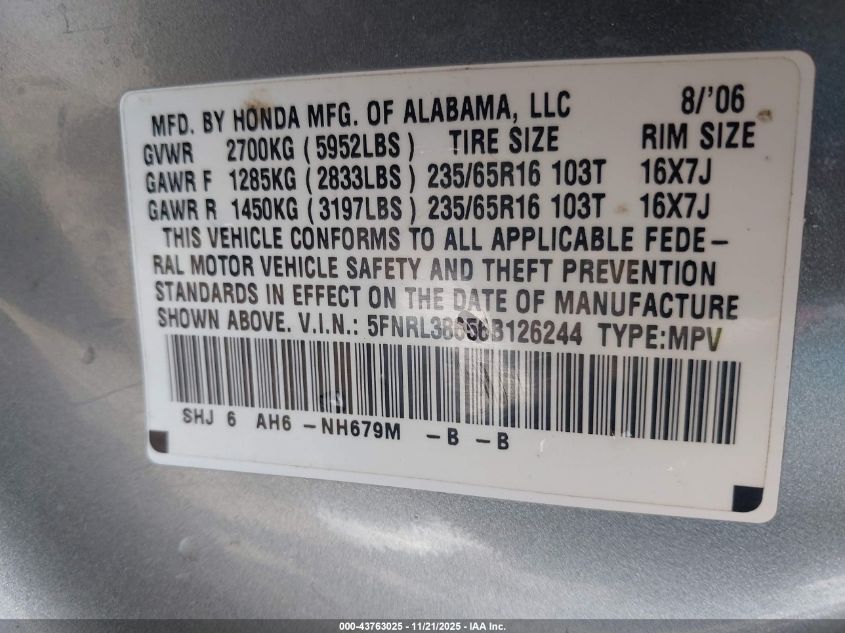 MFD. BY HONDA MFG. OF ALABAMA, LLC 8/'06
GVWR 2700KG (5952LBS) TIRE SIZE RIM SIZE
GAWR F 1285KG (2833LBS) 235/65R16 103T 16X7J
GAWR R 1450KG (3197LBS) 235/65R16 103T 16X7J
THIS VEHICLE CONFORMS TO ALL APPLICABLE FEDE-
RAL MOTOR VEHICLE SAFETY AND THEFT PREVENTION
STANDARDS IN EFFECT ON THE DATE OF MANUFACTURE
SHOWN ABOVE. V.I.N.: 5FNRL38656B126244 TYPE:MPV
SHJ 6 AH6 -NH679M -B -B
000-43763025 - 11/21/2025 - IAA Inc.